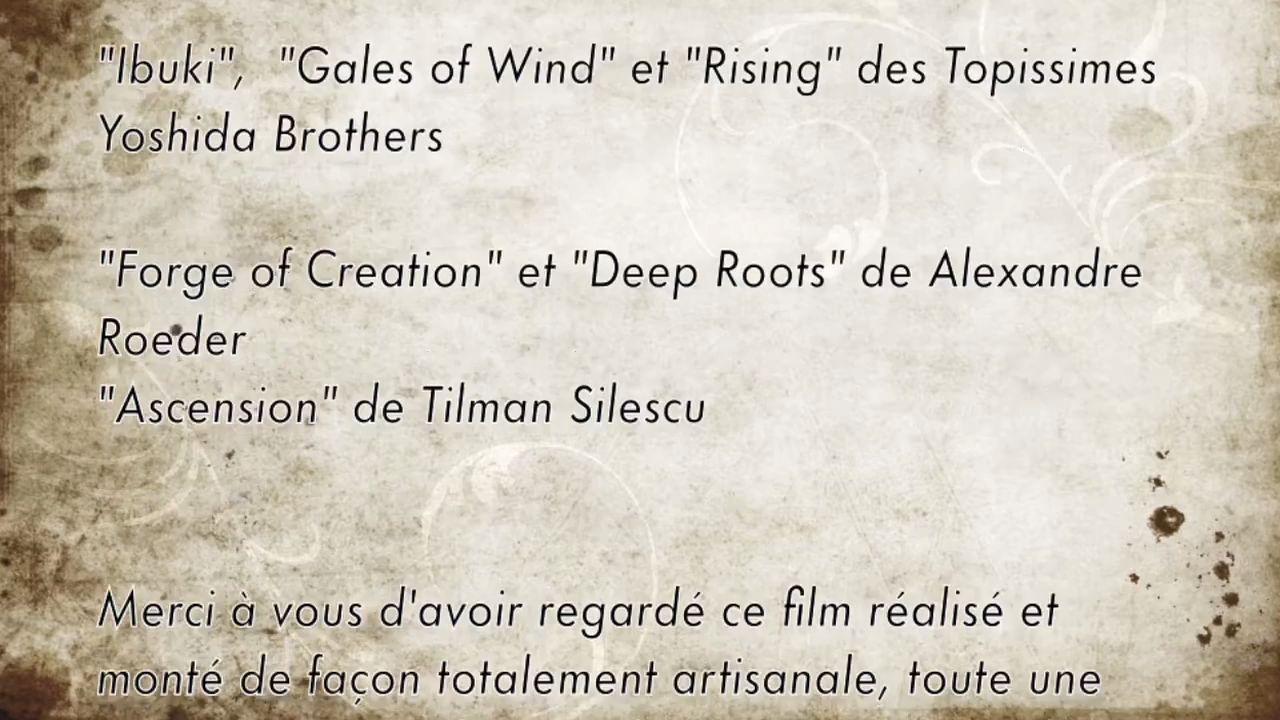 "Ibuki", "Gales of Wind" et "Rising" des Topissimes
Yoshida Brothers
"Forge of Creation" et "Deep Roots" de Alexandre
Roeder
"Ascension" de Tilman Silescu
Merci à vous d'avoir regardé ce film réalisé et
monté de façon totalement artisanale, toute une